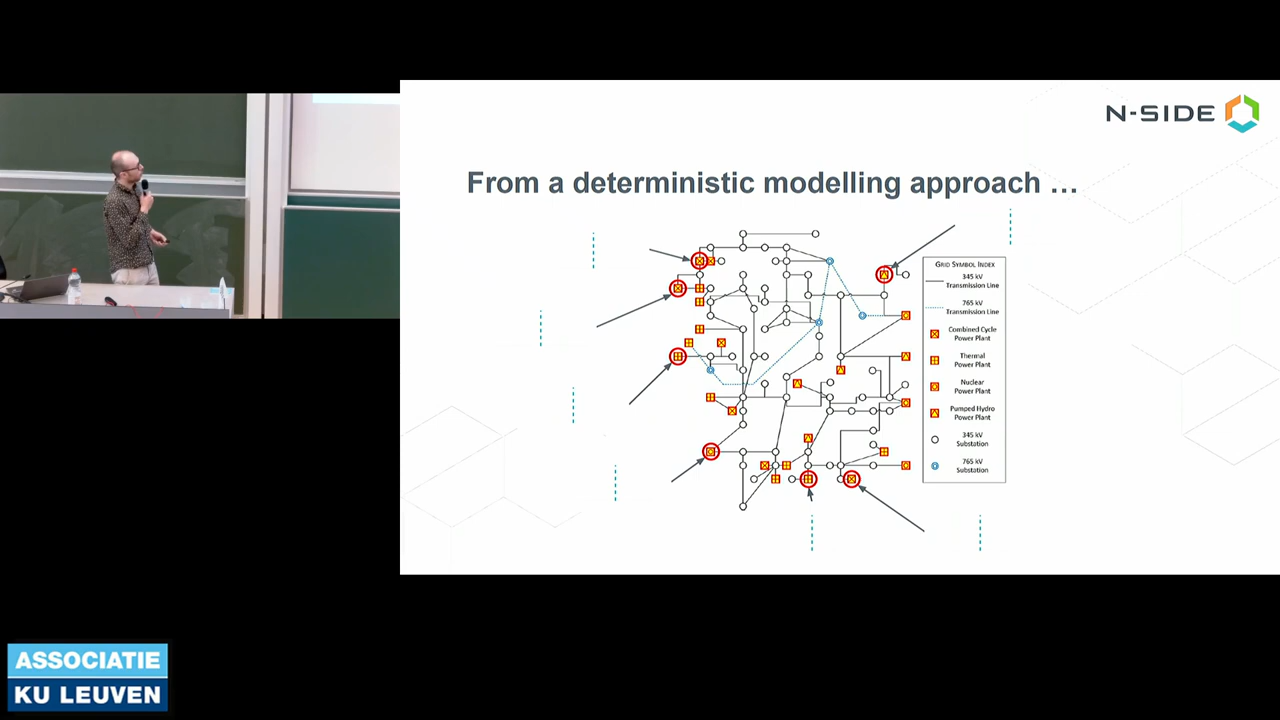 N-SIDE
From a deterministic modelling approach ...
GRID SYMBOL INDEX
345 kV
Transmission Line
765 kV
Transmission Line
Combined Cycle
Power Plant
Thermal
Power Plant
Nuclear
Power Plant
Pumped Hydro
Power Plant
345 kV
Substation
765 kV
Substation
ASSOCIATIE
KU LEUVEN